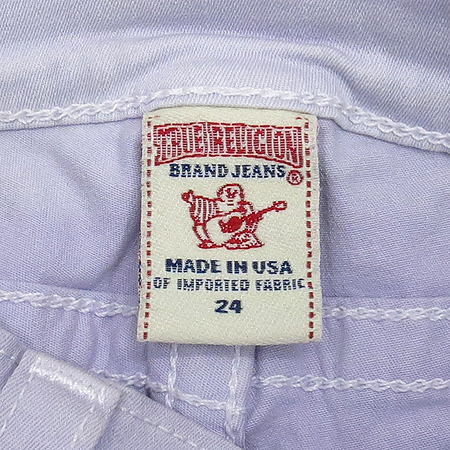 TRUE RELIGION
BRAND JEANS®
MADE IN USA
OF IMPORTED FABRIC
24